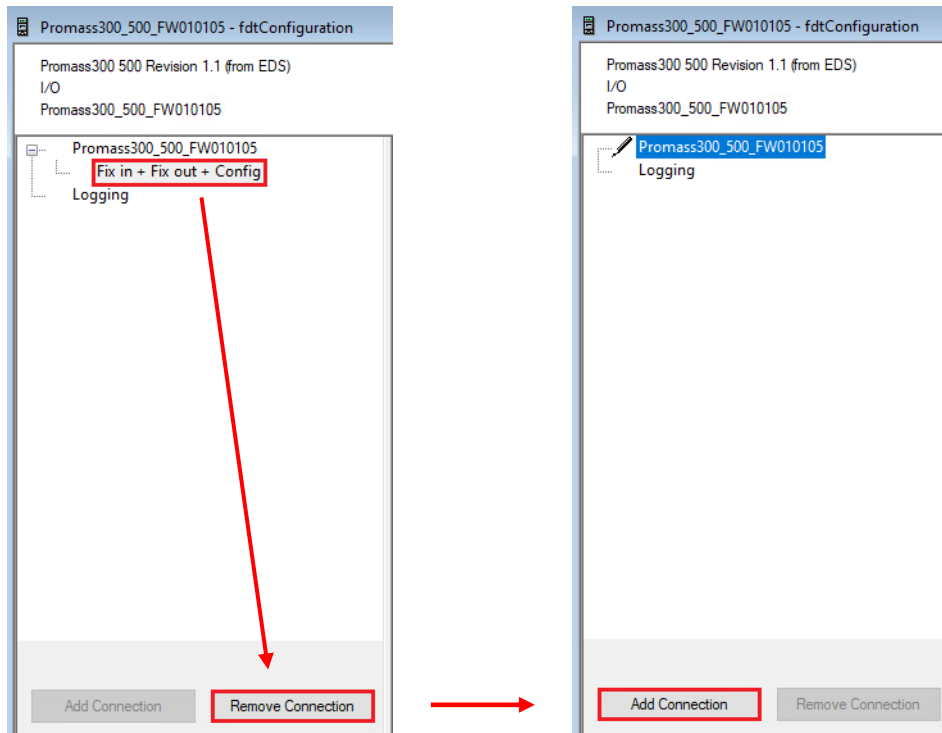 Promass300_500_FW010105 - fdtConfiguration
Promass300 500 Revision 1.1 (from EDS)
I/O
Promass300_500_FW010105
Promass300_500_FW010105
Fix in + Fix out + Config
Logging
Add Connection
Remove Connection
Promass300_500_FW010105 - fdtConfiguration
Promass300 500 Revision 1.1 (from EDS)
I/O
Promass300_500_FW010105
Promass300_500_FW010105
Logging
Add Connection
Remove Connection